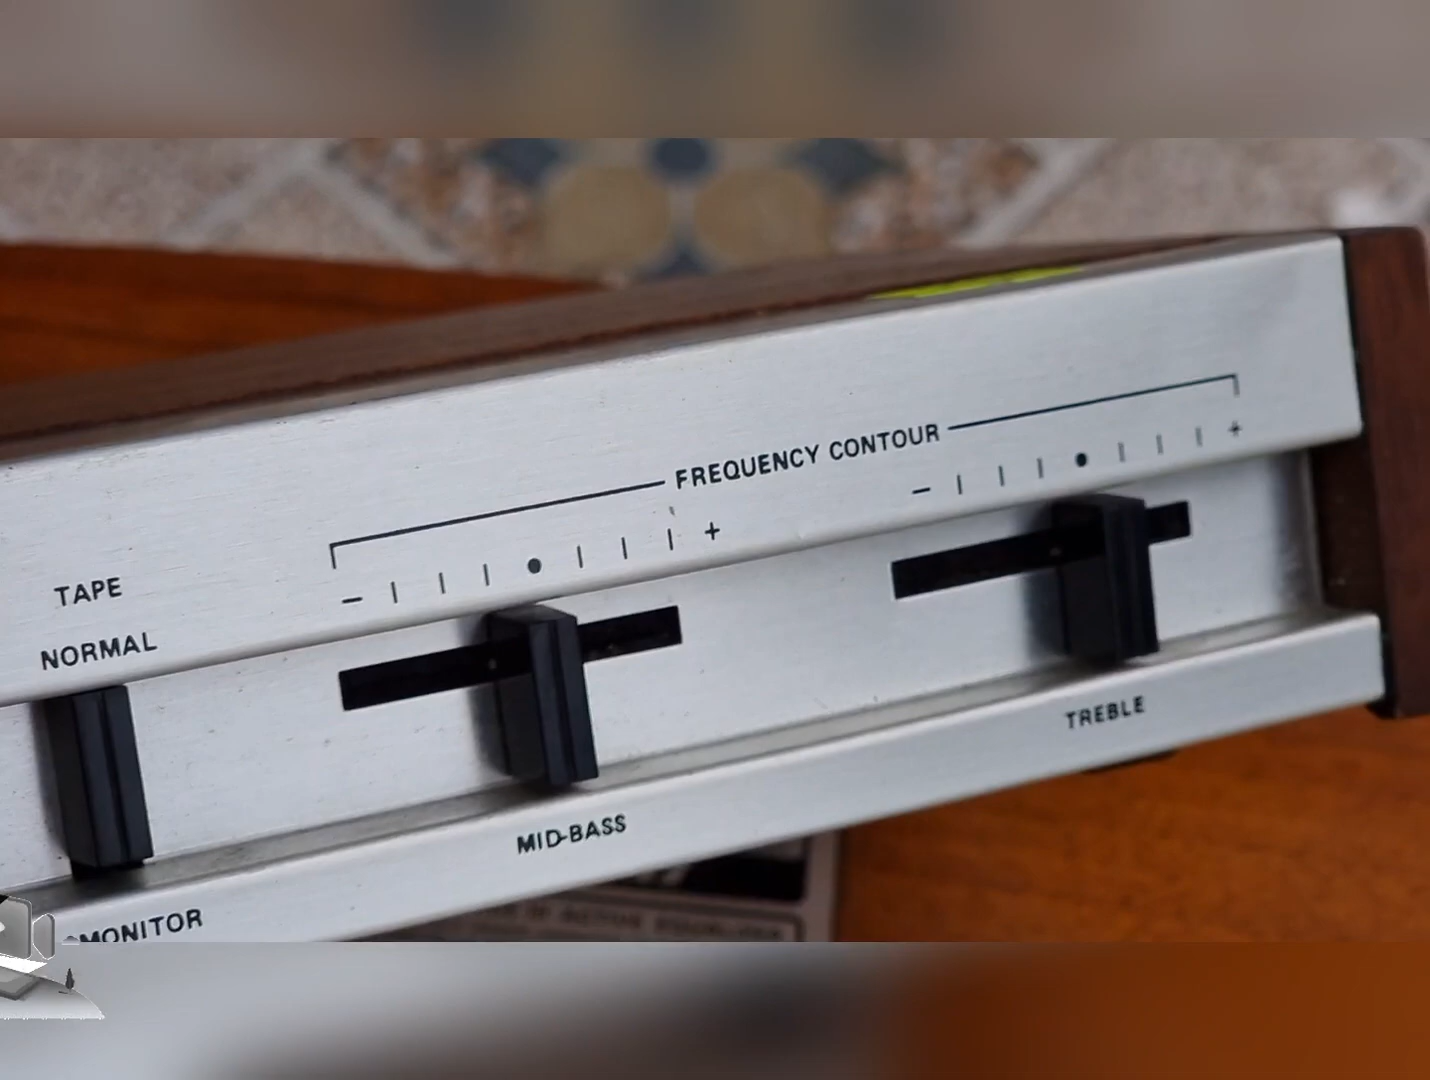 FREQUENCY CONTOUR
- +
- +
TAPE
NORMAL
TREBLE
MID-BASS
MONITOR